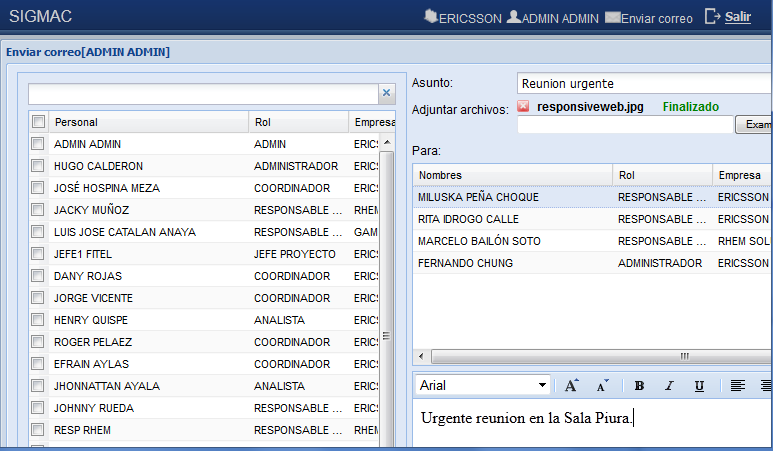 SIGMAC ERICSSON ADMIN ADMIN Enviar correo Salir
Enviar correo[ADMIN ADMIN]
Personal Rol Empresa
ADMIN ADMIN ADMIN ERICS
HUGO CALDERON ADMINISTRADOR ERICS
JOSÉ HOSPINA MEZA COORDINADOR ERICS
JACKY MUÑOZ RESPONSABLE ... RHEM
LUIS JOSE CATALAN ANAYA RESPONSABLE ... GAM
JEFE1 FITEL JEFE PROYECTO ERICS
DANY ROJAS COORDINADOR ERICS
JORGE VICENTE COORDINADOR ERICS
HENRY QUISPE ANALISTA ERICS
ROGER PELAEZ COORDINADOR ERICS
EFRAIN AYLAS COORDINADOR ERICS
JHONNATTAN AYALA ANALISTA ERICS
JOHNNY RUEDA RESPONSABLE ... ERICS
RESP RHEM RESPONSABLE ... RHEM
Asunto: Reunion urgente
Adjuntar archivos: responsiveweb.jpg Finalizado
Exam
Para:
Nombres Rol Empresa
MILUSKA PEÑA CHOQUE RESPONSABLE ... ERICSSON
RITA IDROGO CALLE RESPONSABLE ... ERICSSON
MARCELO BAILÓN SOTO RESPONSABLE ... RHEM SOL
FERNANDO CHUNG ADMINISTRADOR ERICSSON
Arial A A B I U
Urgente reunion en la Sala Piura.